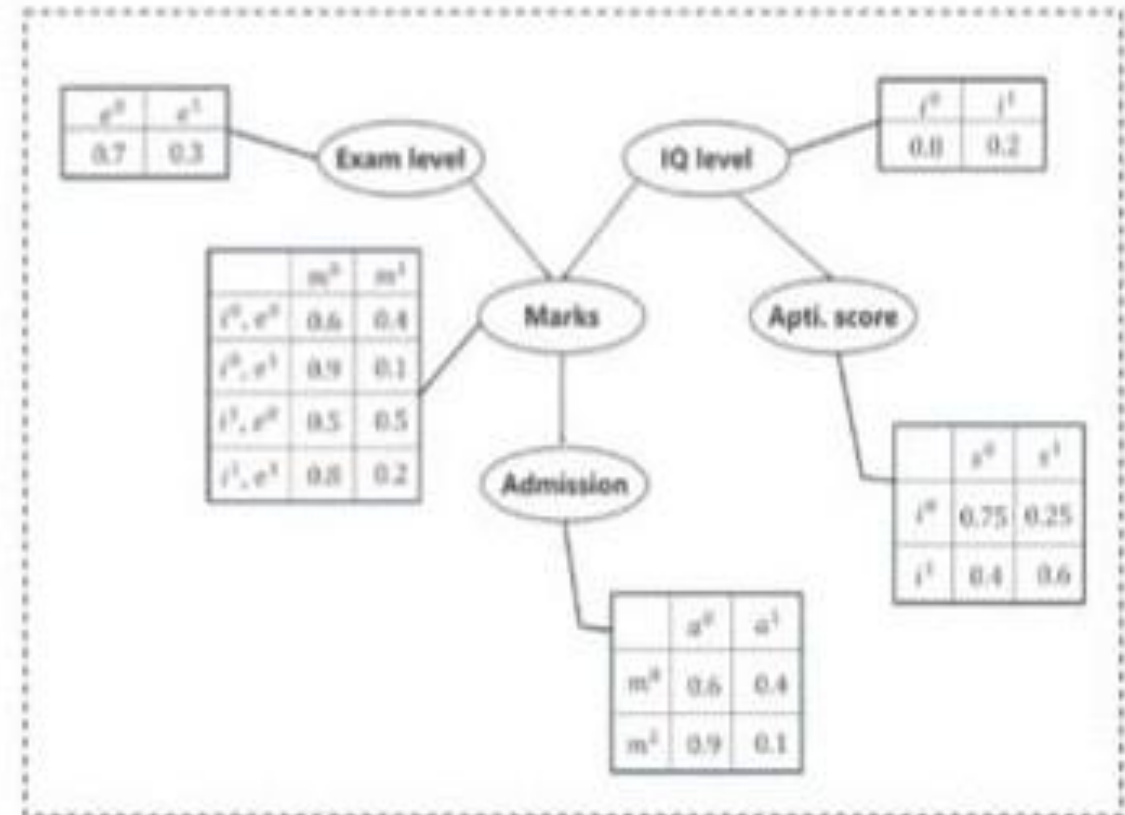 e⁰ e¹
0.7 0.3
Exam level
IQ level
i⁰ i¹
0.8 0.2
m⁰ m¹
i⁰, e⁰ 0.6 0.4
i⁰, e¹ 0.9 0.1
i¹, e⁰ 0.5 0.5
i¹, e¹ 0.8 0.2
Marks
Apti. score
Admission
s⁰ s¹
i⁰ 0.75 0.25
i¹ 0.4 0.6
a⁰ a¹
m⁰ 0.6 0.4
m¹ 0.9 0.1